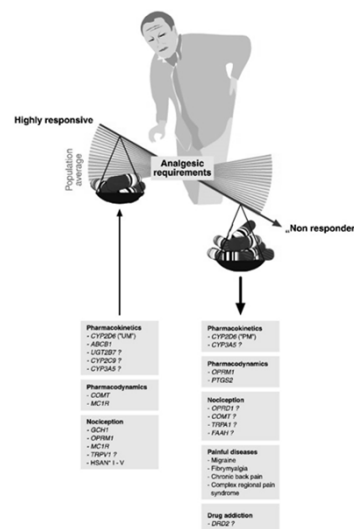 Highly responsive
Population
average
Analgesic
requirements
„Non responder
Pharmacokinetics
- CYP2D6 ("UM")
- ABCB1
- UGT2B7 ?
- CYP2C9 ?
- CYP3A5 ?
Pharmacodynamics
- COMT
- MC1R
Nociception
- GCH1
- OPRM1
- MC1R
- TRPV1 ?
- HSAN* I - V
Pharmacokinetics
- CYP2D6 ("PM")
- CYP3A5 ?
Pharmacodynamics
- OPRM1
- PTGS2
Nociception
- OPRD1 ?
- COMT ?
- TRPA1 ?
- FAAH ?
Painful diseases
- Migraine
- Fibrymyalgia
- Chronic back pain
- Complex regional pain
syndrome
Drug addiction
- DRD2 ?